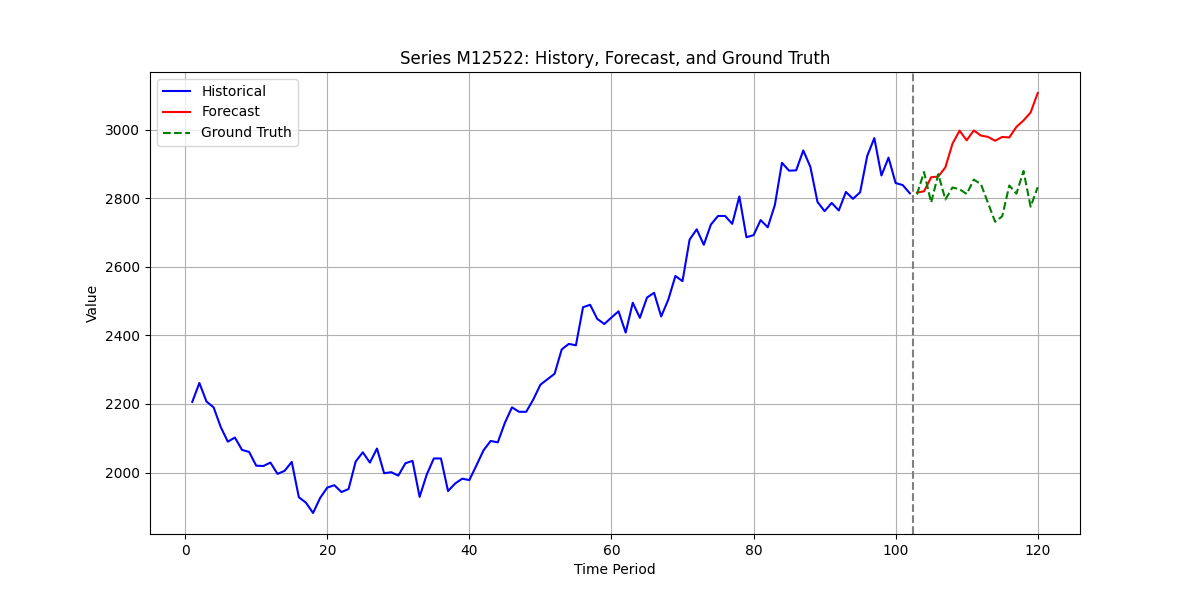 Series M12522: History, Forecast, and Ground Truth
Historical
Forecast
Ground Truth
3000
2800
2600
2400
2200
2000
Value
0 20 40 60 80 100 120
Time Period